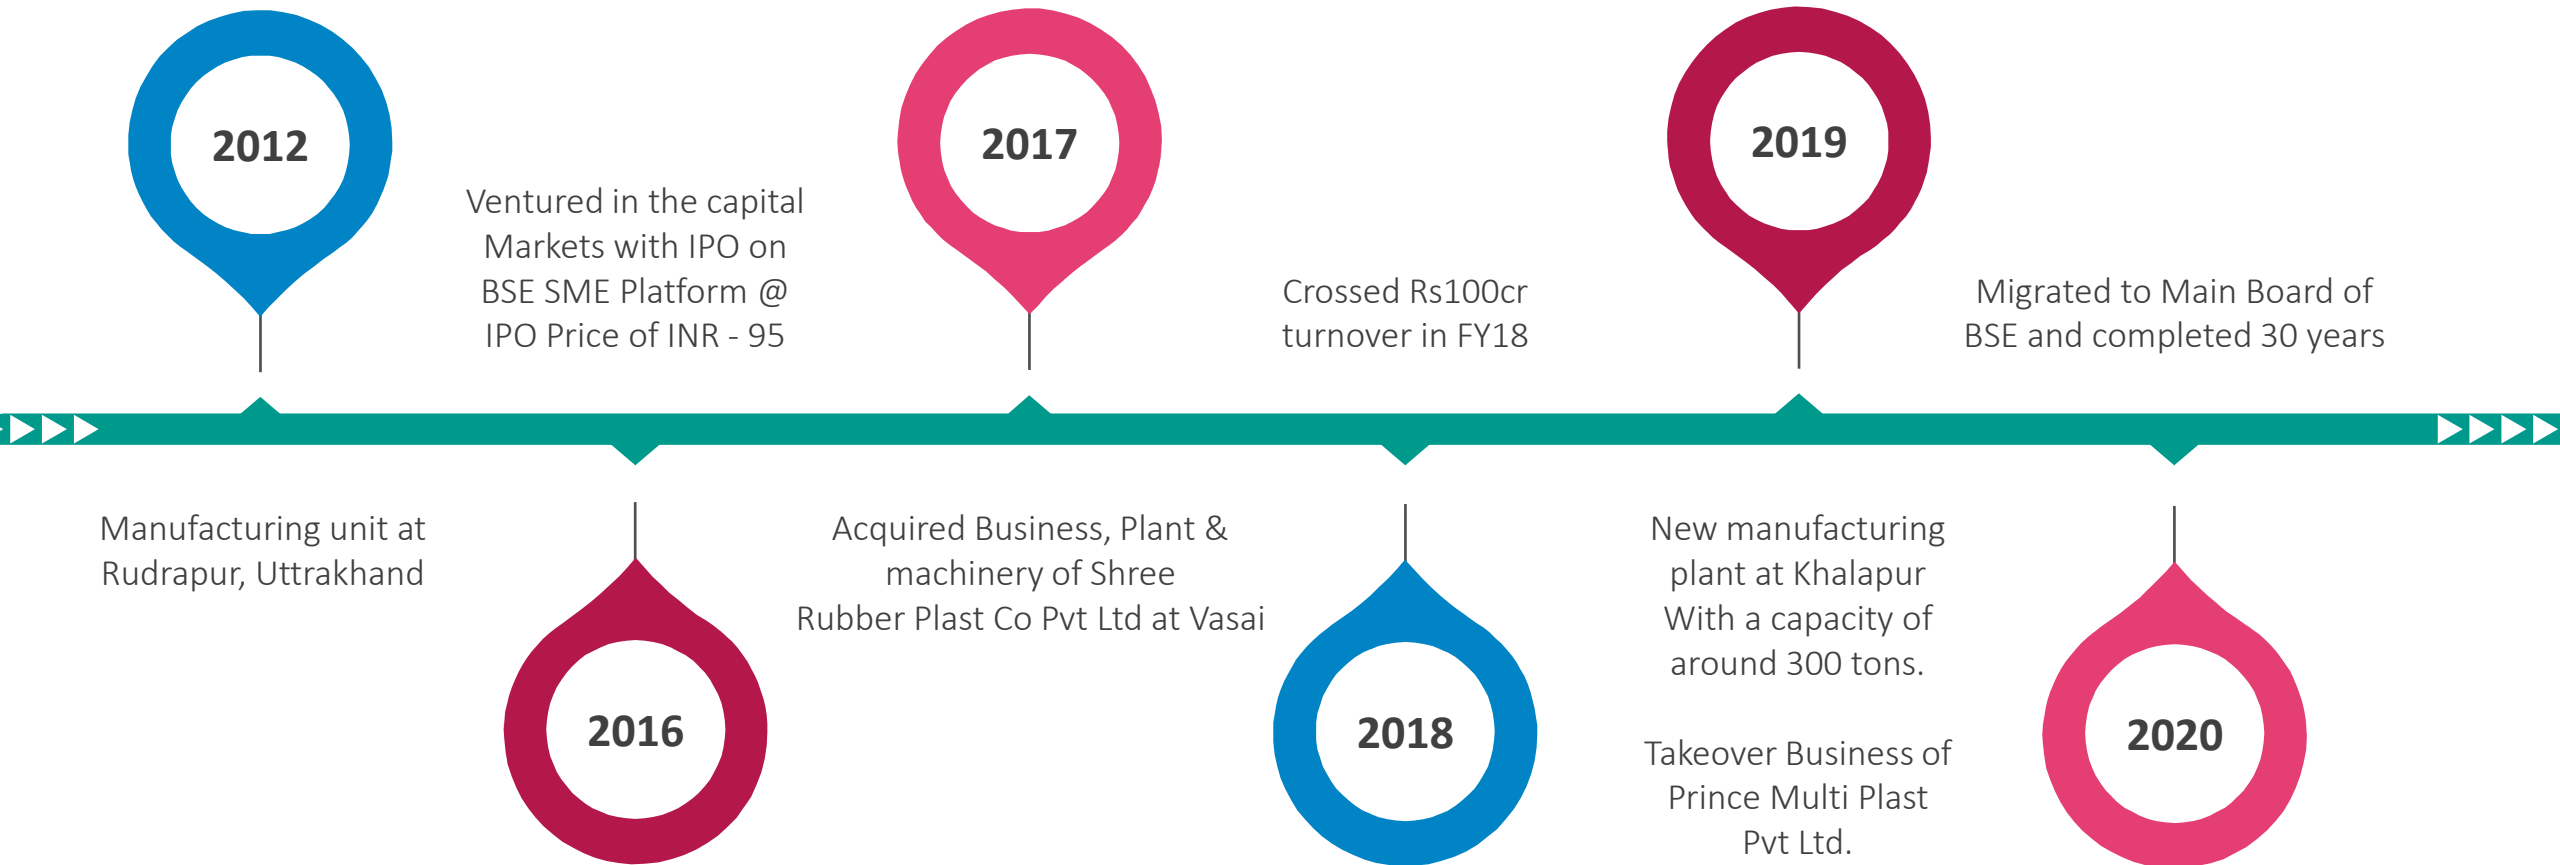 2012
Manufacturing unit at
Rudrapur, Uttrakhand
Ventured in the capital
Markets with IPO on
BSE SME Platform @
IPO Price of INR - 95
2016
2017
Acquired Business, Plant &
machinery of Shree
Rubber Plast Co Pvt Ltd at Vasai
Crossed Rs100cr
turnover in FY18
2018
2019
New manufacturing
plant at Khalapur
With a capacity of
around 300 tons.
Takeover Business of
Prince Multi Plast
Pvt Ltd.
Migrated to Main Board of
BSE and completed 30 years
2020